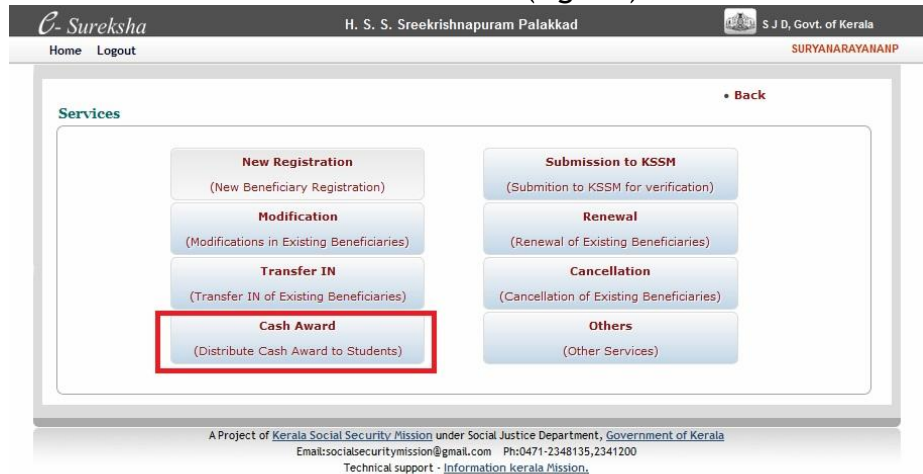 e- Sureksha
H. S. S. Sreekrishnapuram Palakkad
S J D, Govt. of Kerala
Home Logout
SURYANARAYANANP
• Back
Services
New Registration
(New Beneficiary Registration)
Submission to KSSM
(Submition to KSSM for verification)
Modification
(Modifications in Existing Beneficiaries)
Renewal
(Renewal of Existing Beneficiaries)
Transfer IN
(Transfer IN of Existing Beneficiaries)
Cancellation
(Cancellation of Existing Beneficiaries)
Cash Award
(Distribute Cash Award to Students)
Others
(Other Services)
A Project of Kerala Social Security Mission under Social Justice Department, Government of Kerala
Email:socialsecuritymission@gmail.com Ph:0471-2348135,2341200
Technical support - Information kerala Mission.